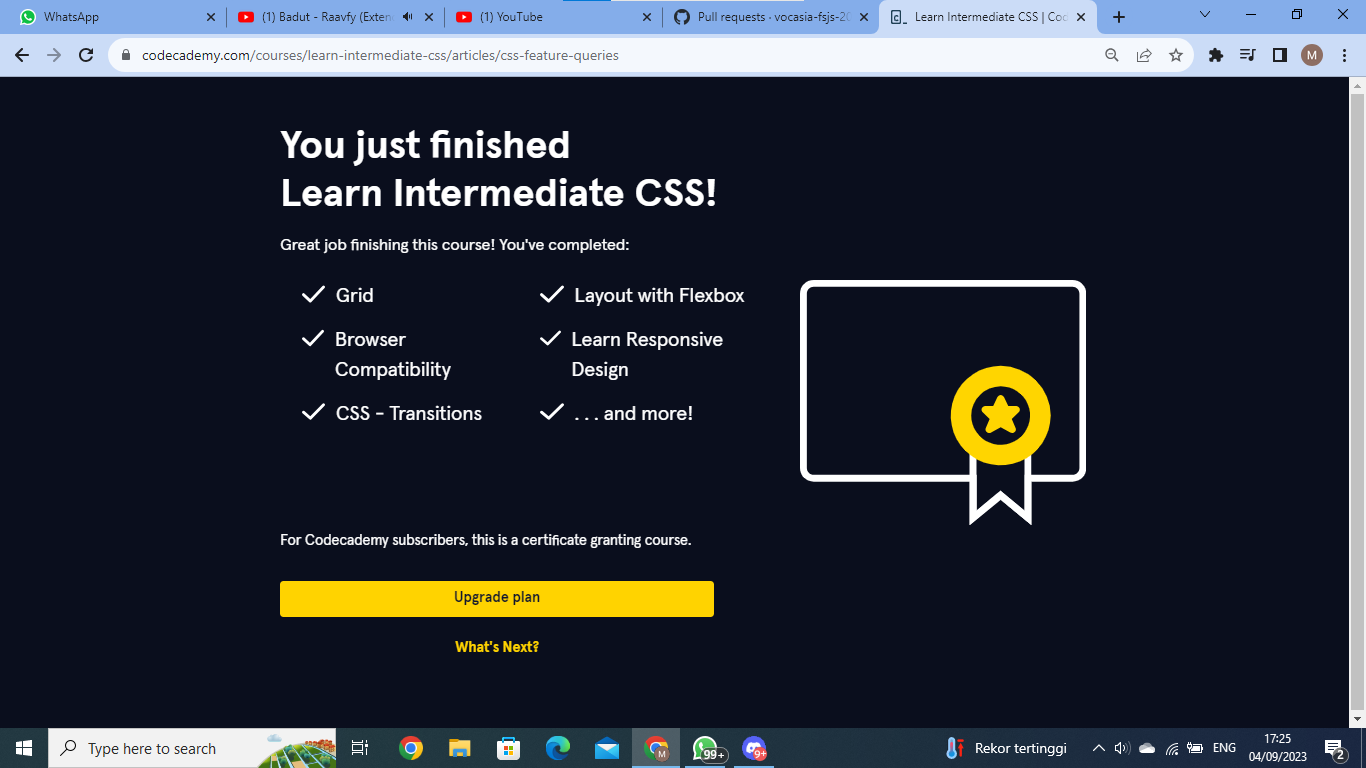 WhatsApp
(1) Badut - Raavfy (Exten
(1) YouTube
Pull requests · vocasia-fsjs-20
Learn Intermediate CSS | Cod
codecademy.com/courses/learn-intermediate-css/articles/css-feature-queries
M
You just finished
Learn Intermediate CSS!
Great job finishing this course! You've completed:
Grid
Layout with Flexbox
Browser
Compatibility
Learn Responsive
Design
CSS - Transitions
. . . and more!
For Codecademy subscribers, this is a certificate granting course.
Upgrade plan
What's Next?
Type here to search
M
99+
9+
Rekor tertinggi
ENG
17:25
04/09/2023
2